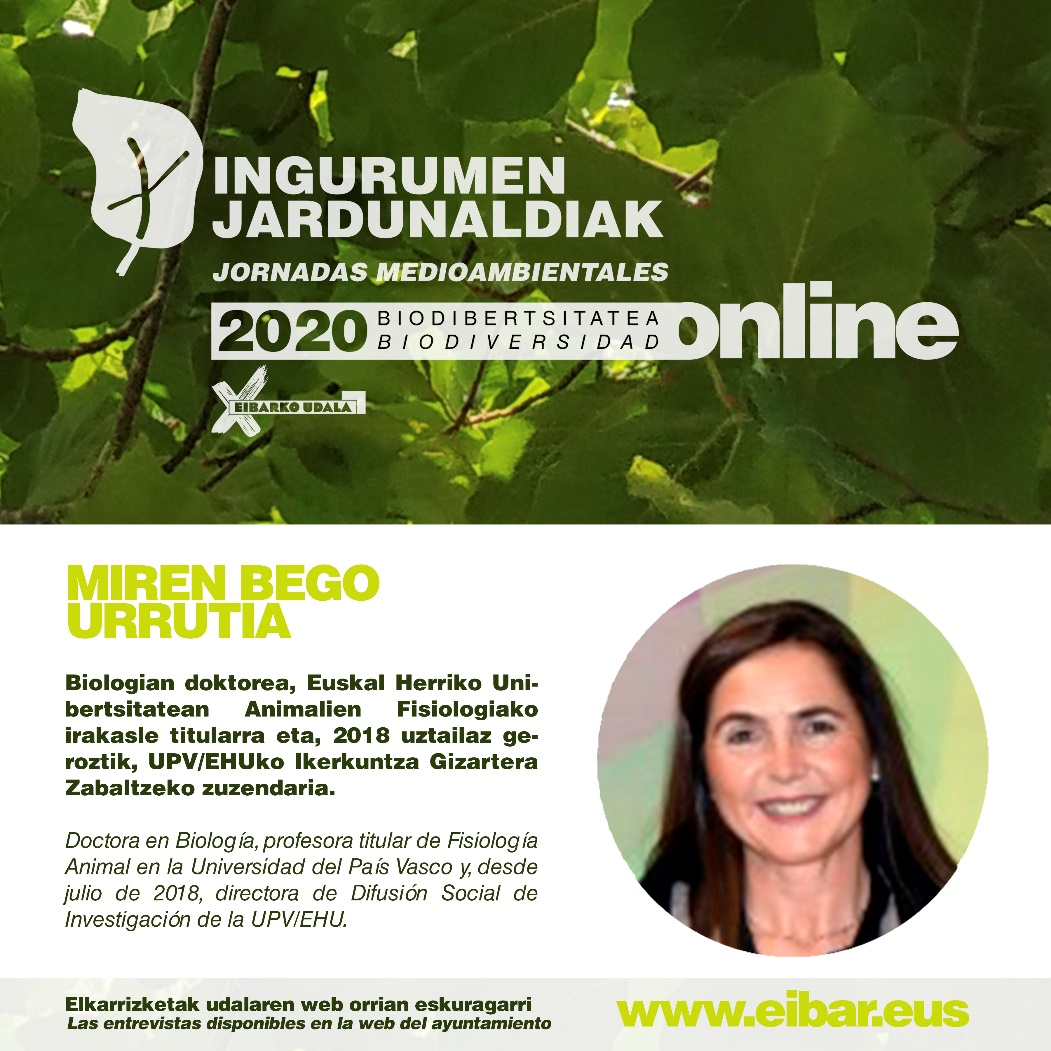 INGURUMEN
JARDUNALDIAK
JORNADAS MEDIOAMBIENTALES
2020 BIODIBERTSITATEA
BIODIVERSIDAD
online
EIBARKO UDALA
MIREN BEGO
URRUTIA
Biologian doktorea, Euskal Herriko Uni-
bertsitatean Animalien Fisiologiako
irakasle titularra eta, 2018 uztailaz ge-
roztik, UPV/EHUko Ikerkuntza Gizartera
Zabaltzeko zuzendaria.
Doctora en Biología, profesora titular de Fisiología
Animal en la Universidad del País Vasco y, desde
julio de 2018, directora de Difusión Social de
Investigación de la UPV/EHU.
Elkarrizketak udalaren web orrian eskuragarri
Las entrevistas disponibles en la web del ayuntamiento
www.eibar.eus